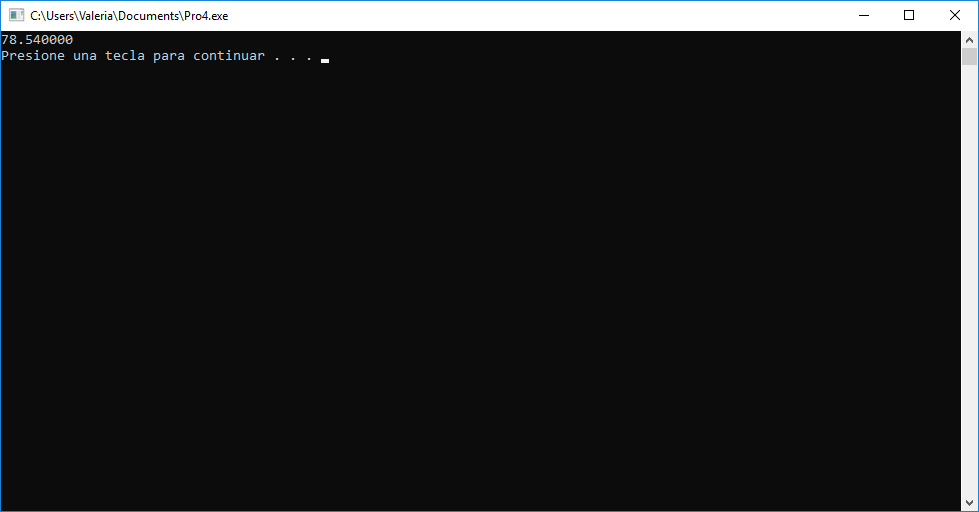 C:\Users\Valeria\Documents\Pro4.exe
78.540000
Presione una tecla para continuar . . .